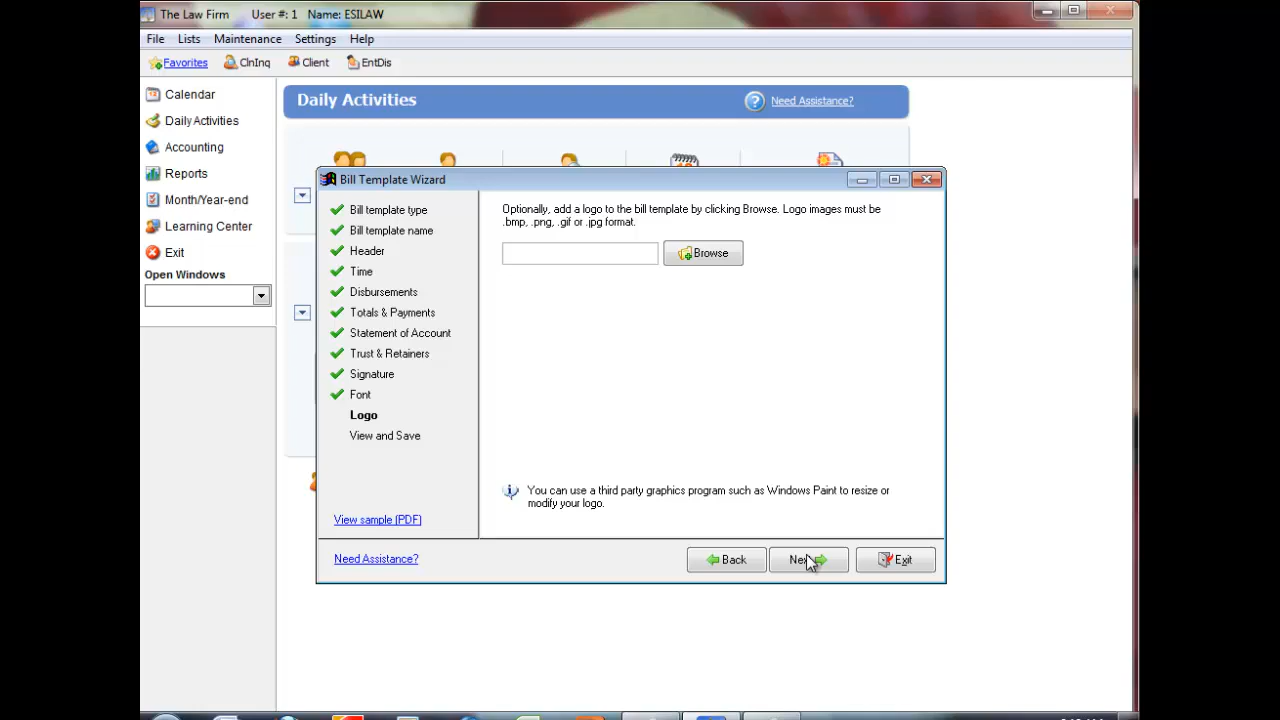 The Law Firm User #: 1 Name: ESILAW
File Lists Maintenance Settings Help
Favorites ClnInq Client EntDis
Calendar
Daily Activities
Accounting
Reports
Month/Year-end
Learning Center
Exit
Open Windows
Daily Activities
Need Assistance?
Bill Template Wizard
Bill template type
Bill template name
Header
Time
Disbursements
Totals & Payments
Statement of Account
Trust & Retainers
Signature
Font
Logo
View and Save
View sample (PDF)
Need Assistance?
Optionally, add a logo to the bill template by clicking Browse. Logo images must be
.bmp, .png, .gif or .jpg format.
Browse
You can use a third party graphics program such as Windows Paint to resize or
modify your logo.
Back
Exit